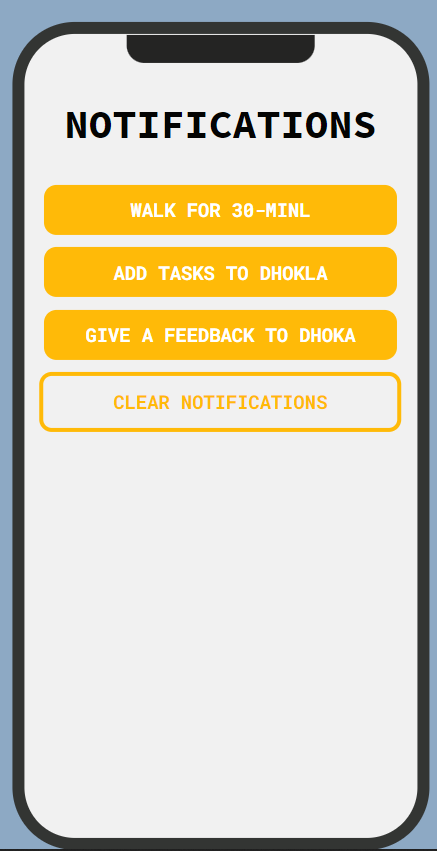 NOTIFICATIONS
WALK FOR 30-MINL
ADD TASKS TO DHOKLA
GIVE A FEEDBACK TO DHOKA
CLEAR NOTIFICATIONS